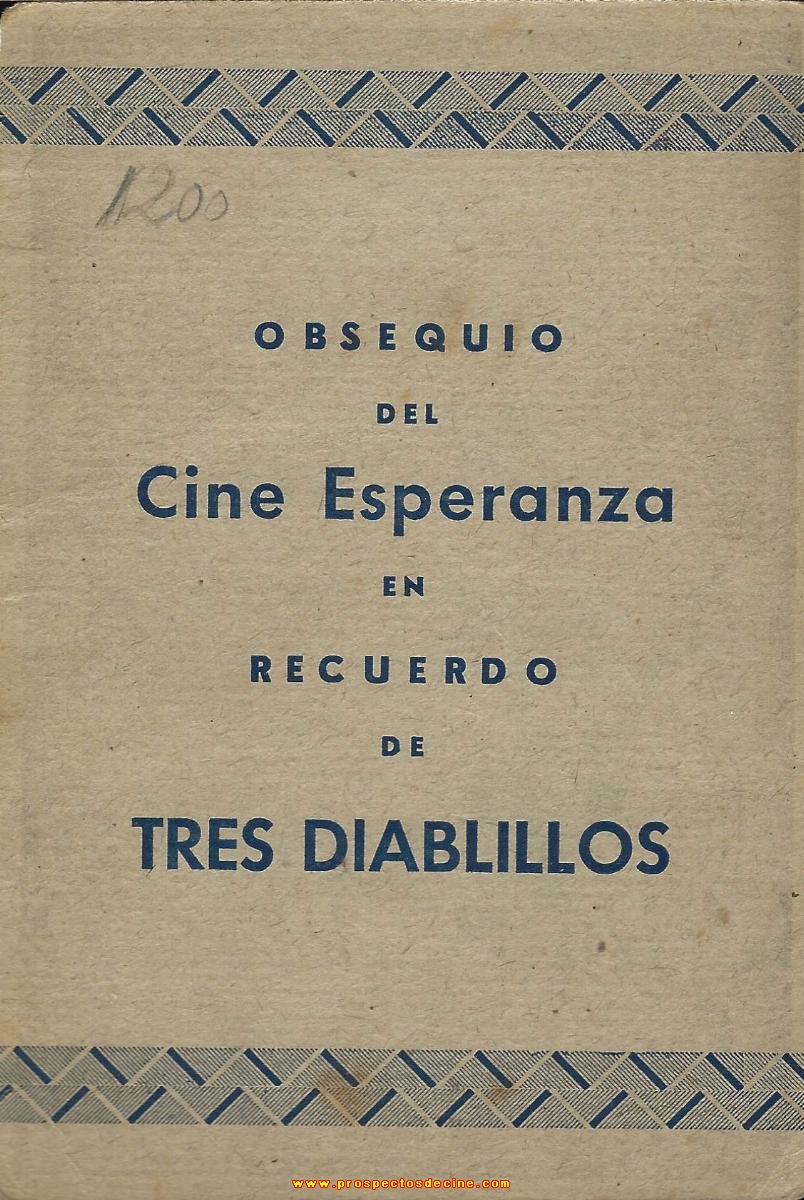 1200
OBSEQUIO
DEL
Cine Esperanza
EN
RECUERDO
DE
TRES DIABLILLOS
www.prospectosdecine.com